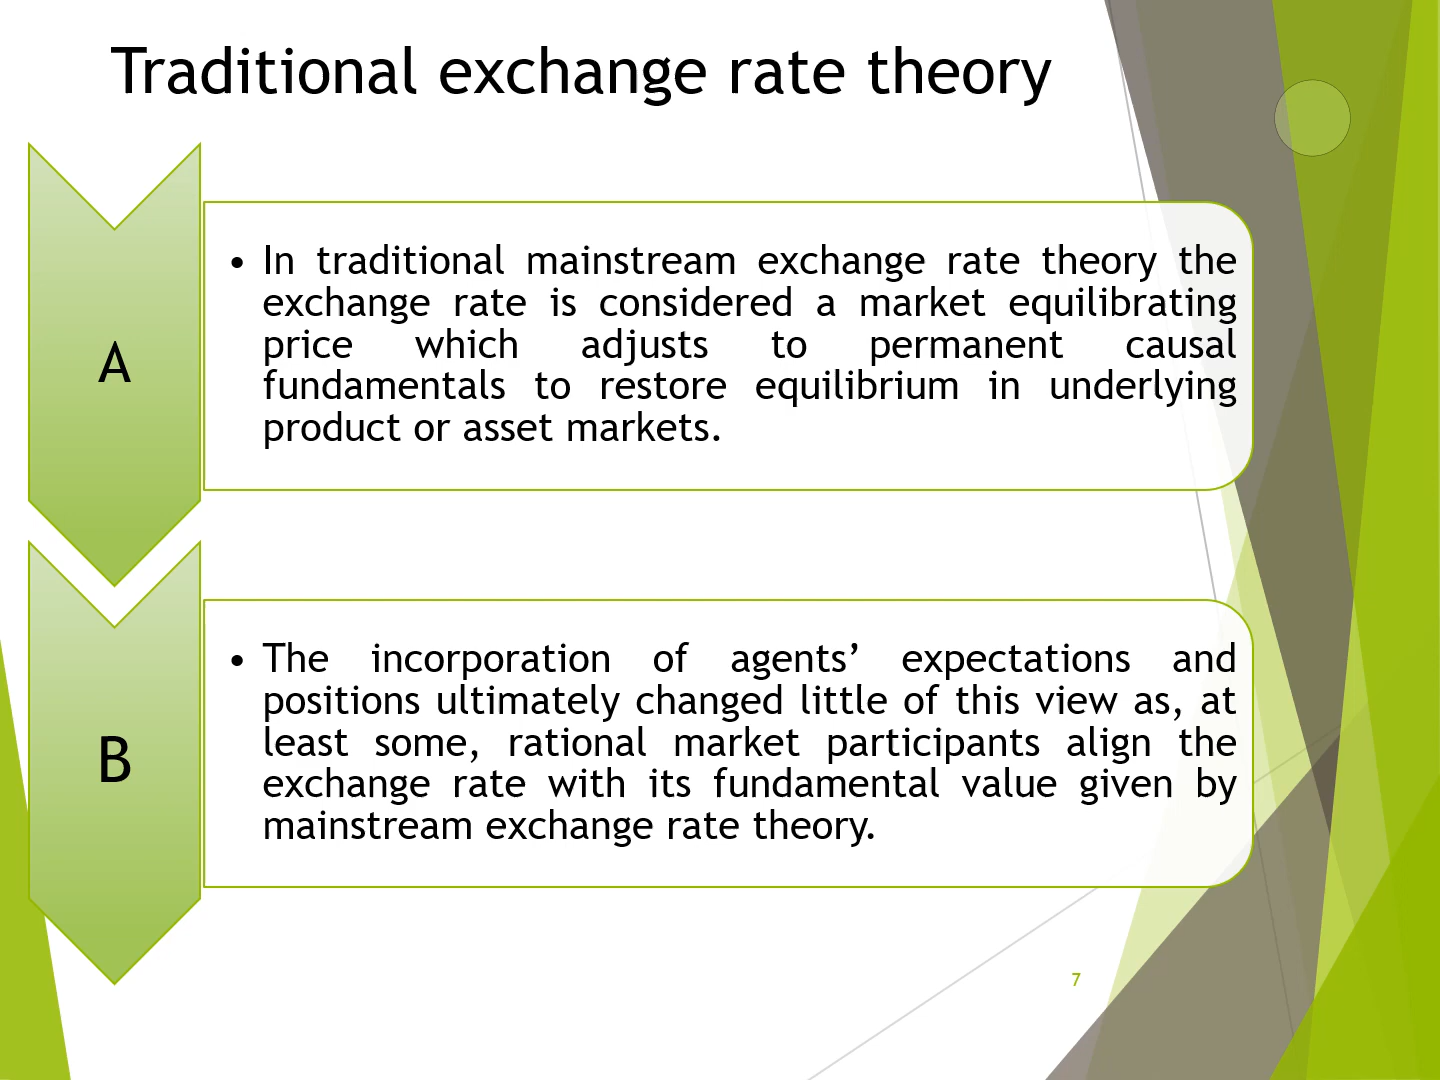 Traditional exchange rate theory
A
• In traditional mainstream exchange rate theory the
exchange rate is considered a market equilibrating
price which adjusts to permanent causal
fundamentals to restore equilibrium in underlying
product or asset markets.
B
• The incorporation of agents’ expectations and
positions ultimately changed little of this view as, at
least some, rational market participants align the
exchange rate with its fundamental value given by
mainstream exchange rate theory.
7